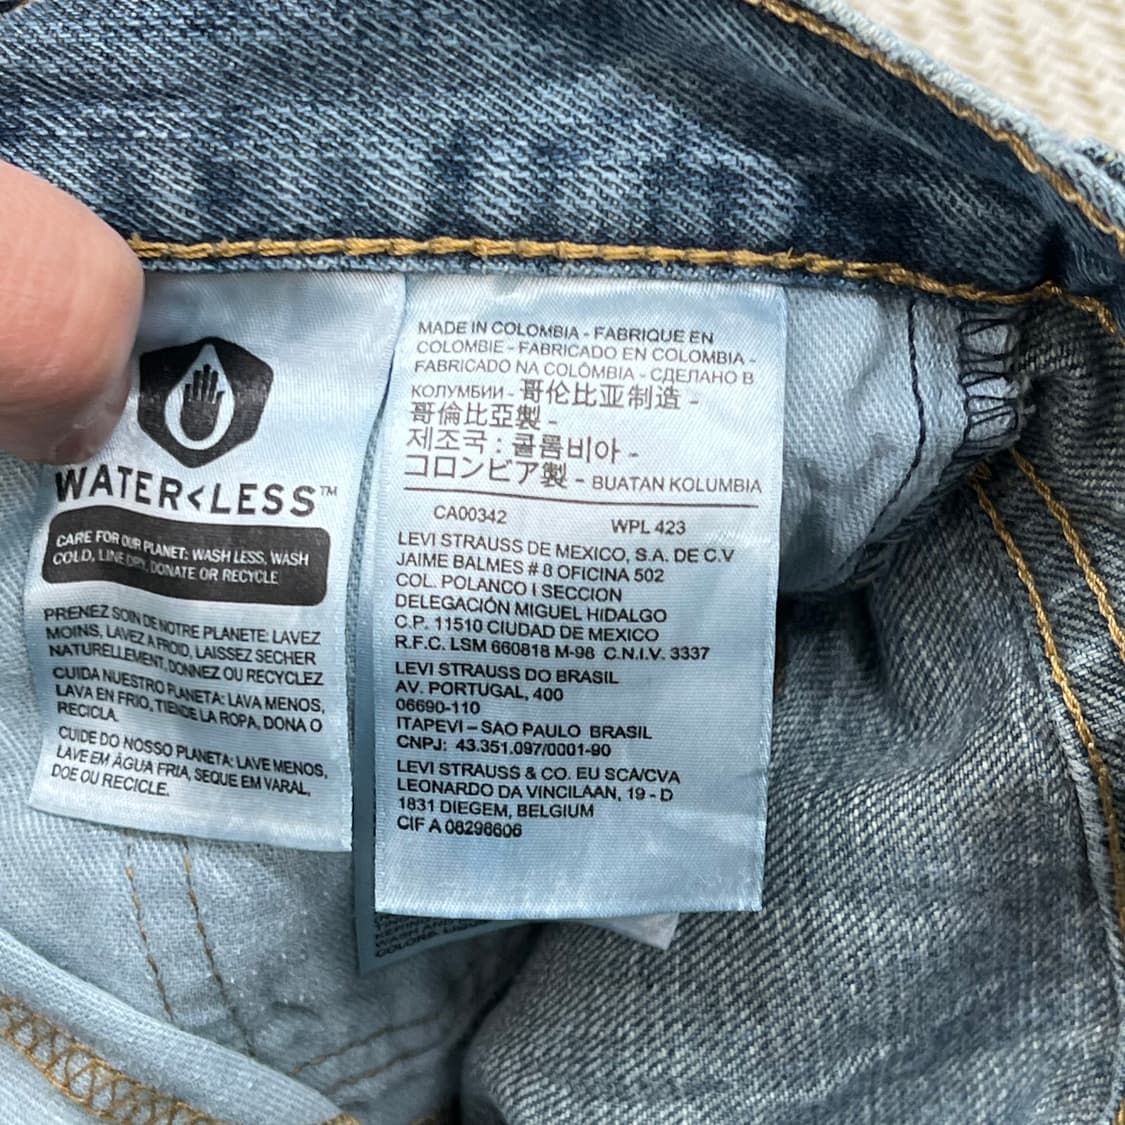 WATER<LESS™
CARE FOR OUR PLANET: WASH LESS, WASH
COLD, LINE DRY, DONATE OR RECYCLE
PRENEZ SOIN DE NOTRE PLANETE: LAVEZ
MOINS, LAVEZ A FROID, LAISSEZ SECHER
NATURELLEMENT, DONNEZ OU RECYCLEZ
CUIDA NUESTRO PLANETA: LAVA MENOS,
LAVA EN FRIO, TIENDE LA ROPA, DONA O
RECICLA.
CUIDE DO NOSSO PLANETA: LAVE MENOS,
LAVE EM ÁGUA FRIA, SEQUE EM VARAL,
DOE OU RECICLE.
MADE IN COLOMBIA - FABRIQUE EN
COLOMBIE - FABRICADO EN COLOMBIA -
FABRICADO NA COLÔMBIA - СДЕЛАНО В
КОЛУМБИИ - 哥伦比亚制造 -
哥倫比亞製 -
제조국 : 콜롬비아 -
コロンビア製 - BUATAN KOLUMBIA
CA00342 WPL 423
LEVI STRAUSS DE MEXICO, S.A. DE C.V
JAIME BALMES # 8 OFICINA 502
COL. POLANCO I SECCION
DELEGACIÓN MIGUEL HIDALGO
C.P. 11510 CIUDAD DE MEXICO
R.F.C. LSM 660818 M-98 C.N.I.V. 3337
LEVI STRAUSS DO BRASIL
AV. PORTUGAL, 400
06690-110
ITAPEVI – SAO PAULO BRASIL
CNPJ: 43.351.097/0001-90
LEVI STRAUSS & CO. EU SCA/CVA
LEONARDO DA VINCILAAN, 19 - D
1831 DIEGEM, BELGIUM
CIF A 08298606